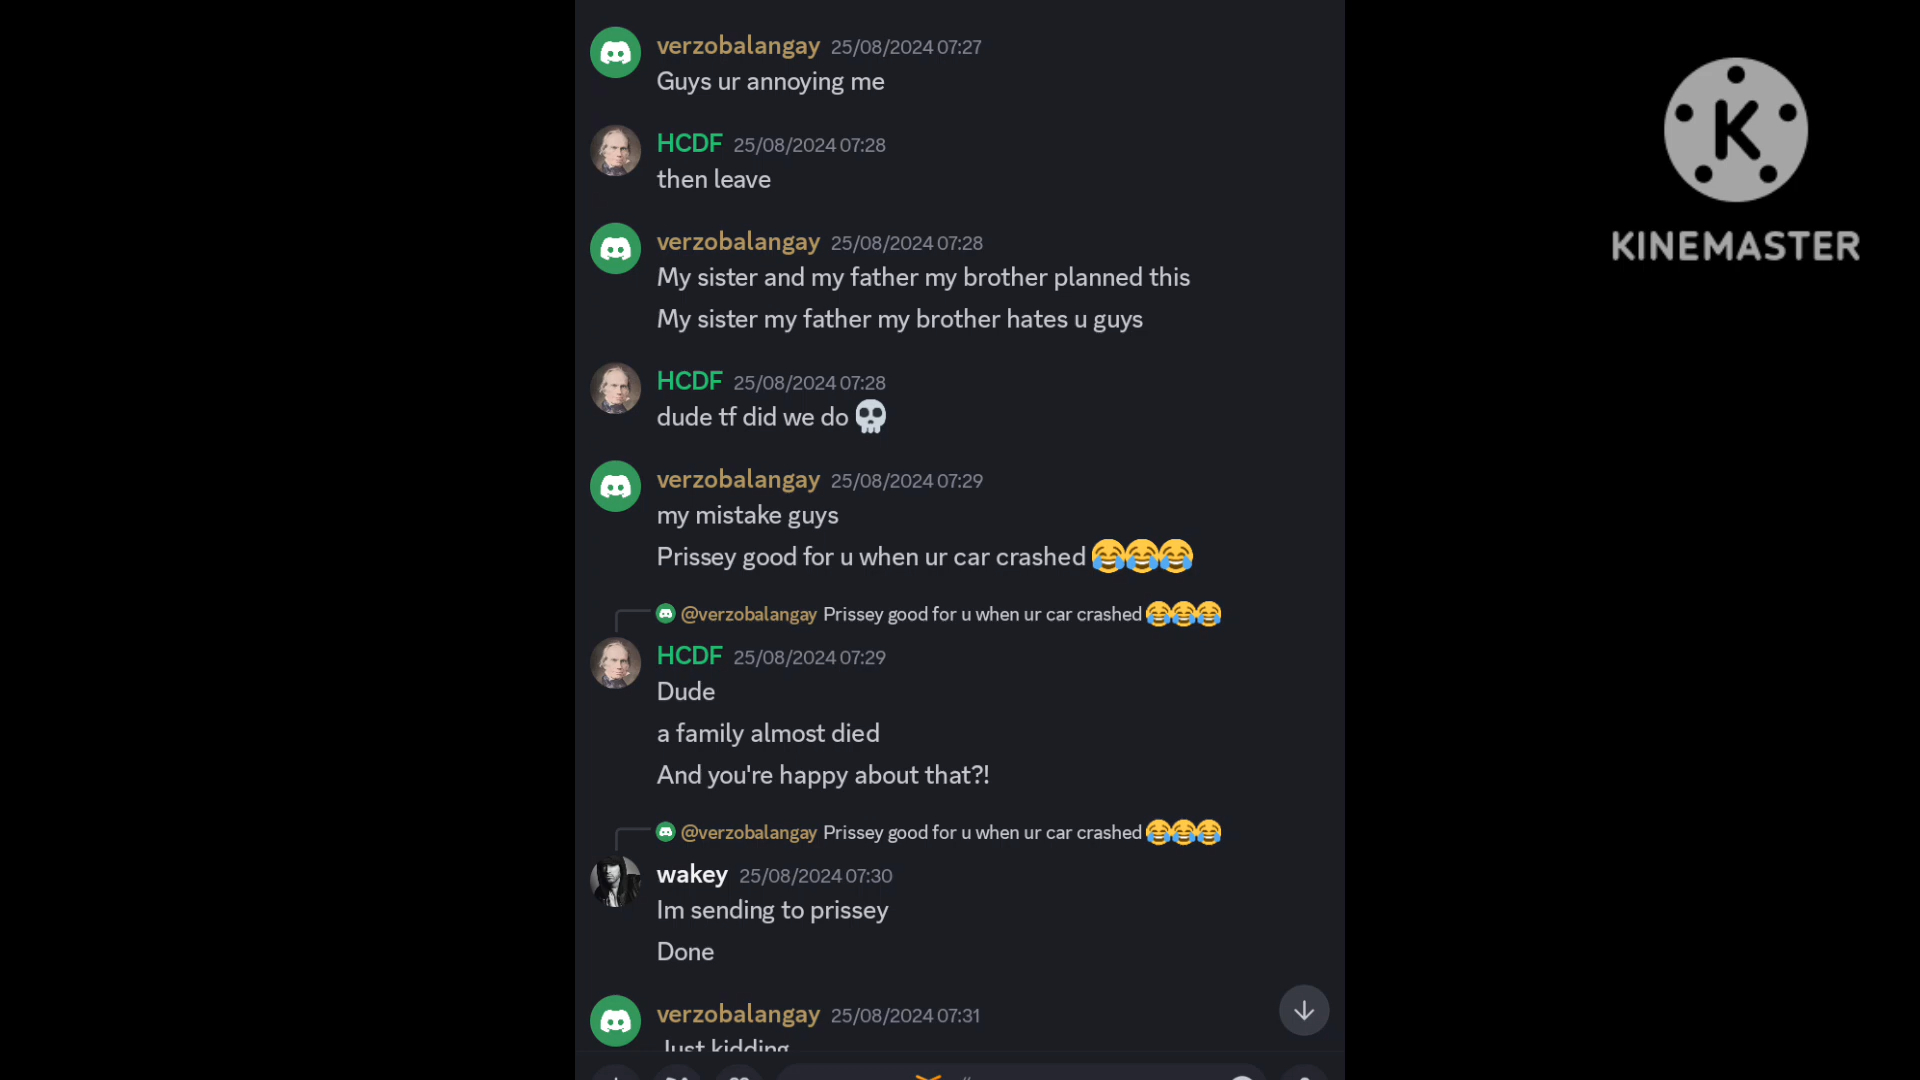 verzobalangay 25/08/2024 07:27
Guys ur annoying me
HCDF 25/08/2024 07:28
then leave
verzobalangay 25/08/2024 07:28
My sister and my father my brother planned this
My sister my father my brother hates u guys
HCDF 25/08/2024 07:28
dude tf did we do 💀
verzobalangay 25/08/2024 07:29
my mistake guys
Prissey good for u when ur car crashed 😂😂😂
@verzobalangay Prissey good for u when ur car crashed 😂😂😂
HCDF 25/08/2024 07:29
Dude
a family almost died
And you're happy about that?!
@verzobalangay Prissey good for u when ur car crashed 😂😂😂
wakey 25/08/2024 07:30
Im sending to prissey
Done
verzobalangay 25/08/2024 07:31
Just kidding
K
KINEMASTER